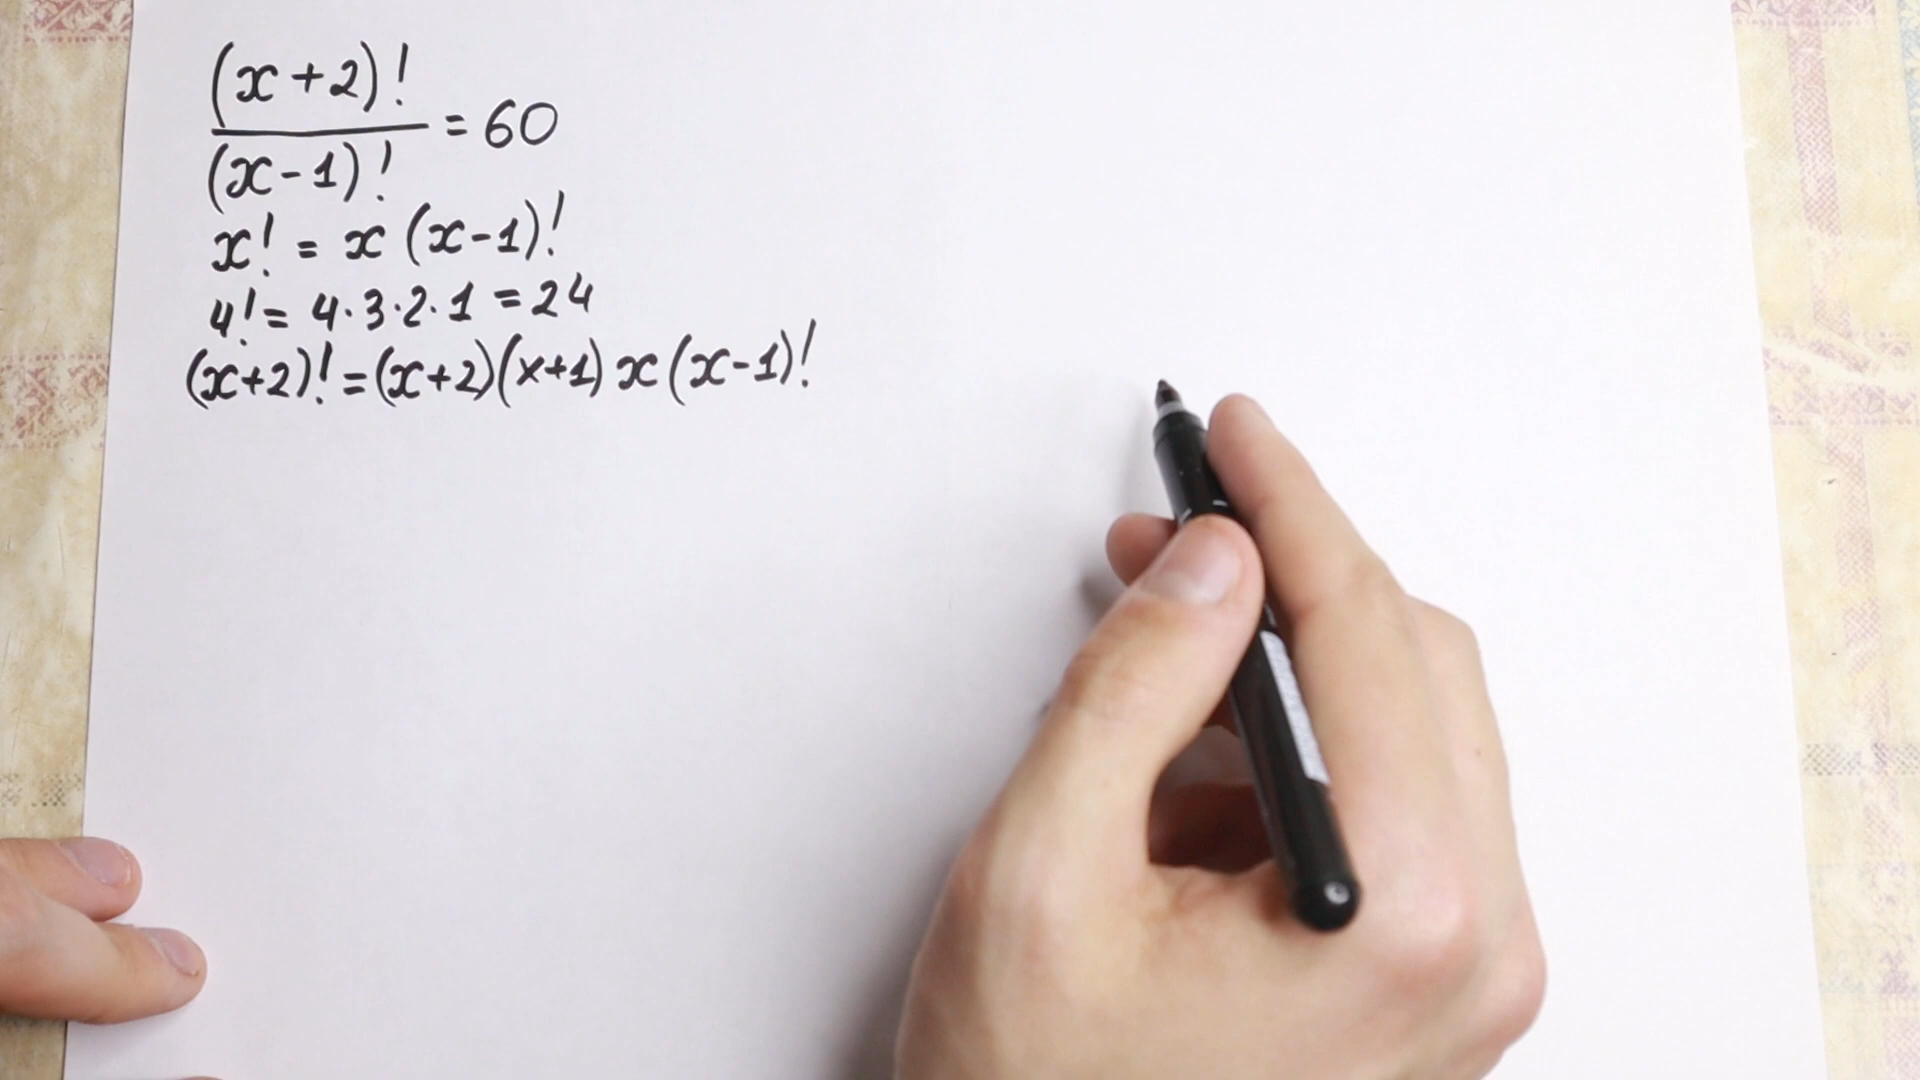 (x+2)!
/(x-1)! = 60
x! = x (x-1)!
4! = 4·3·2·1 = 24
(x+2)! = (x+2)(x+1) x (x-1)!